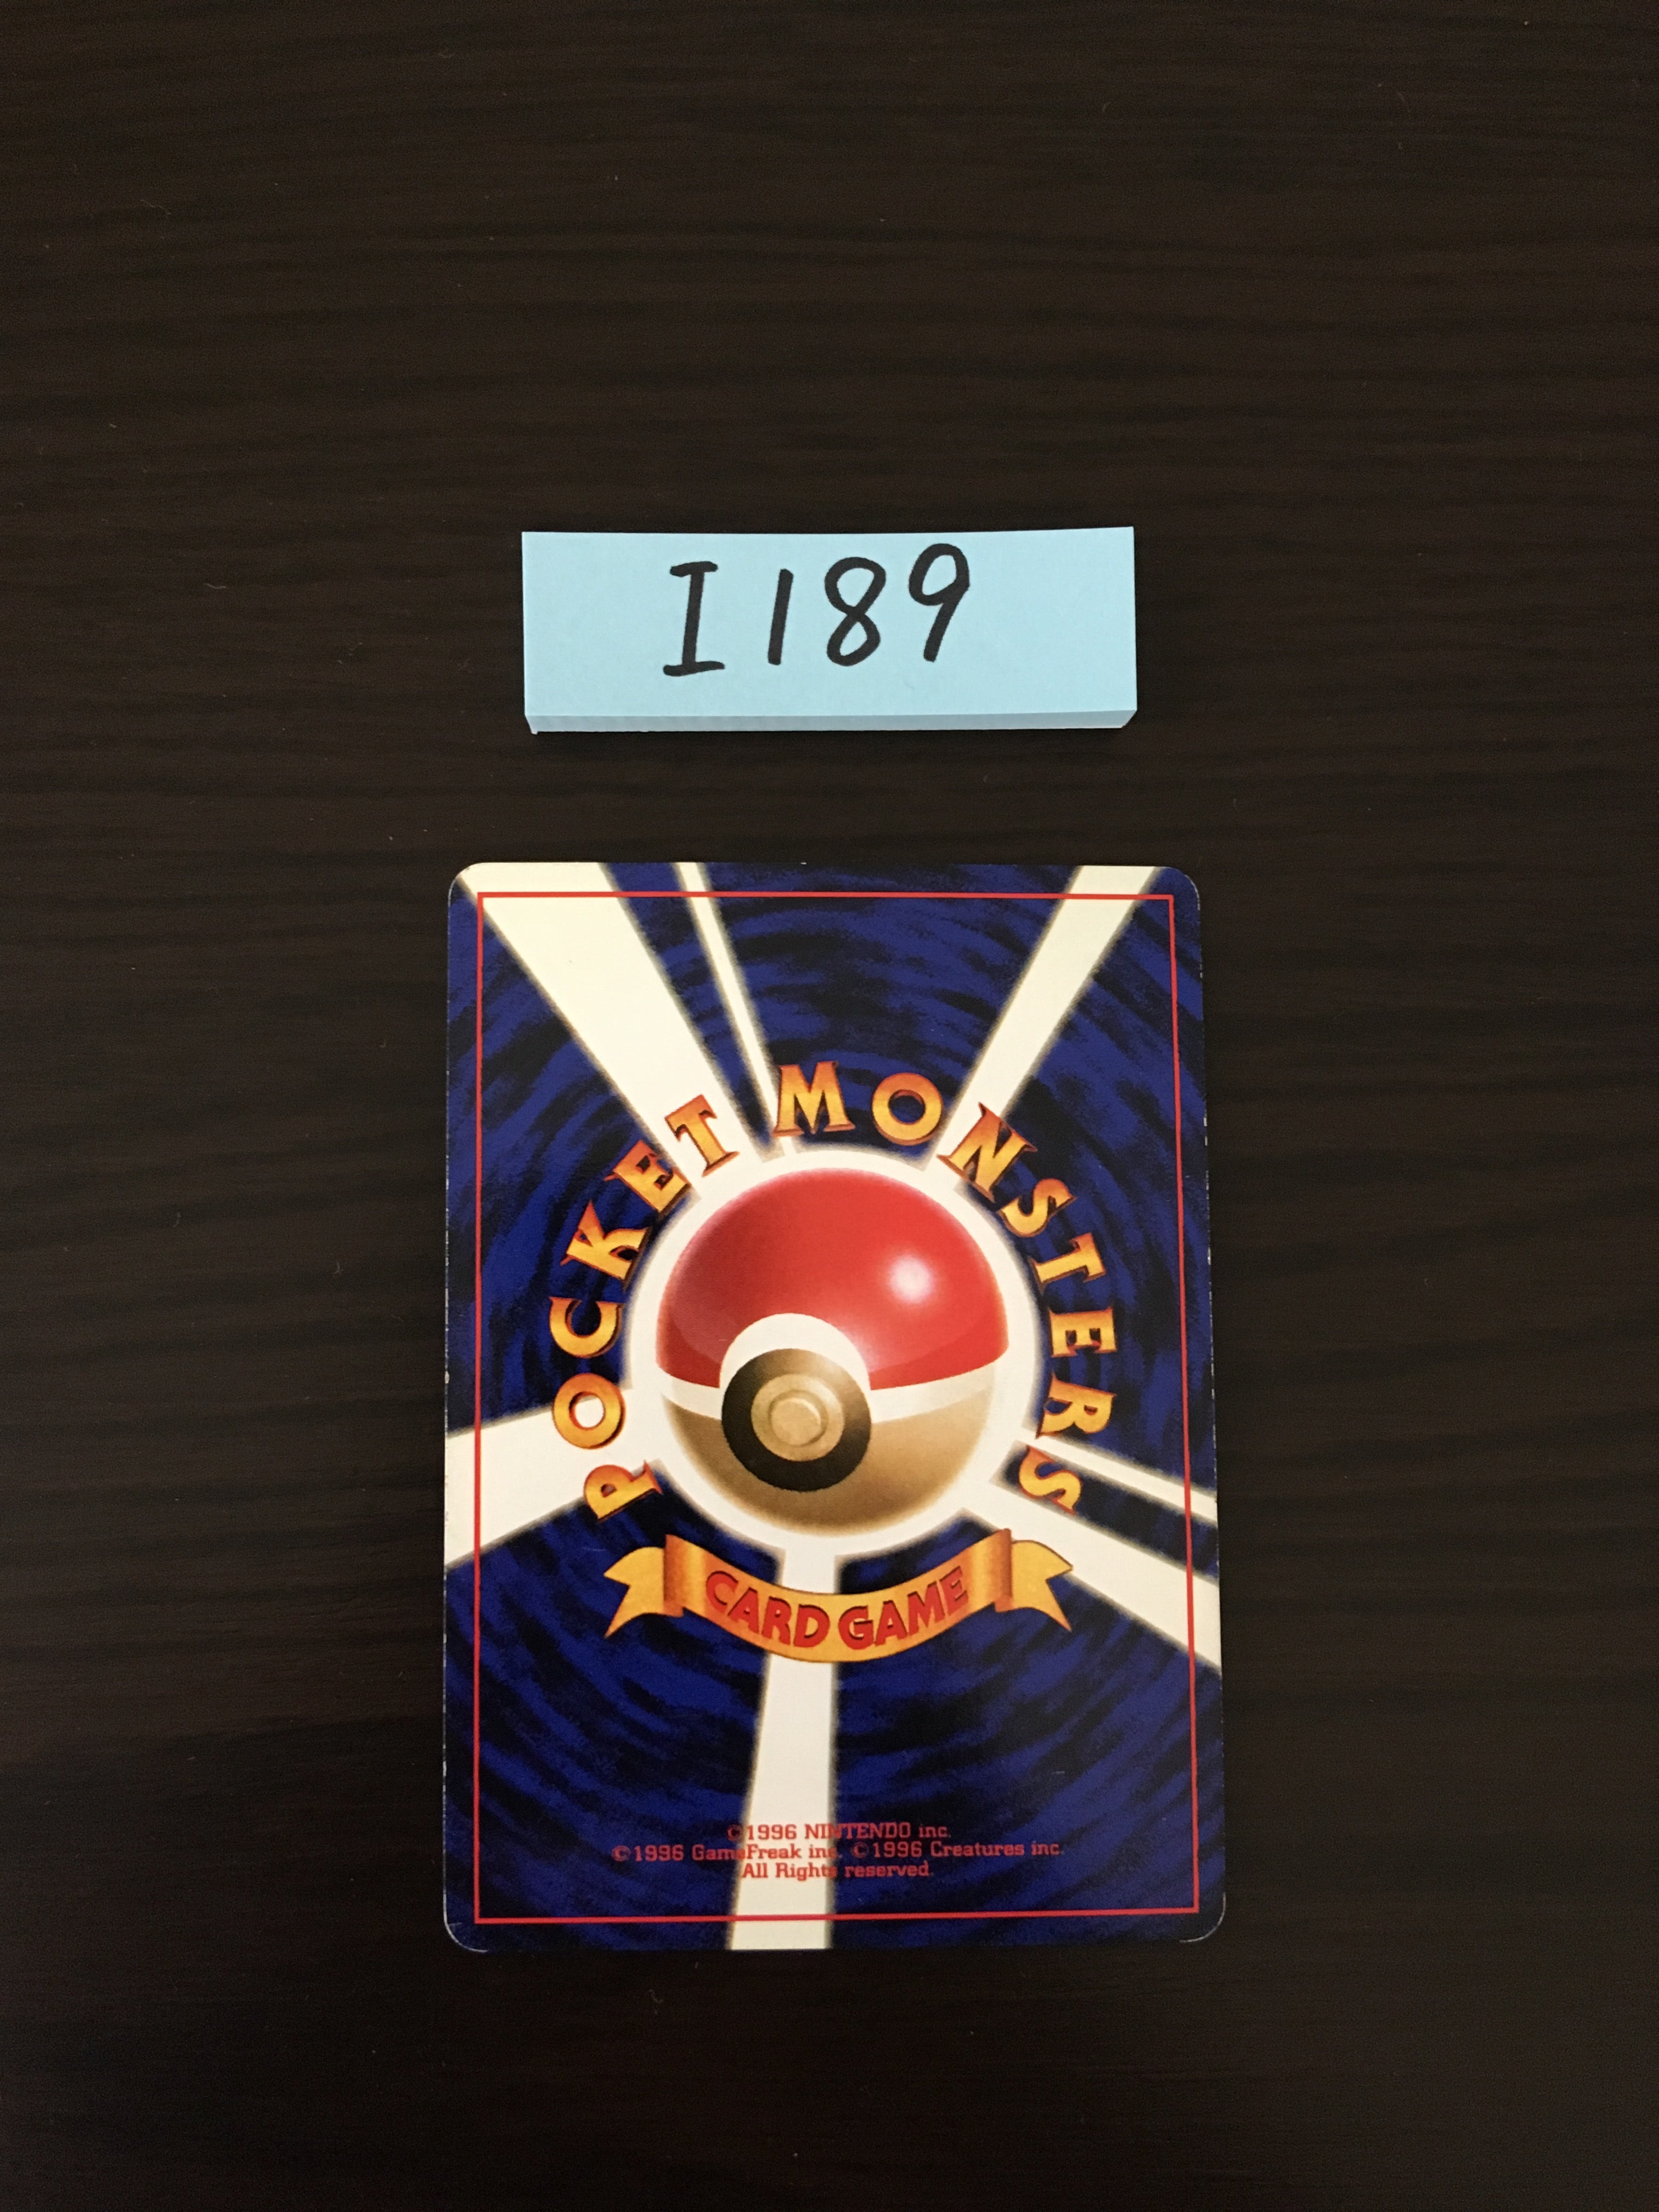 I189
POCKET MONSTERS
CARD GAME
©1996 NINTENDO inc.
©1996 GameFreak inc. ©1996 Creatures inc.
All Rights reserved.